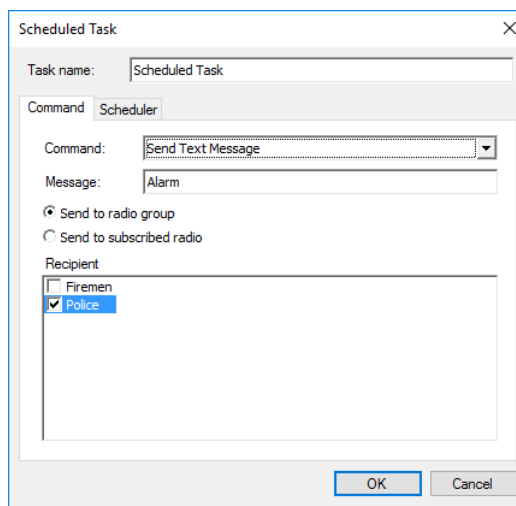 Scheduled Task
Task name: Scheduled Task
Command Scheduler
Command: Send Text Message
Message: Alarm
Send to radio group
Send to subscribed radio
Recipient
Firemen
Police
OK Cancel